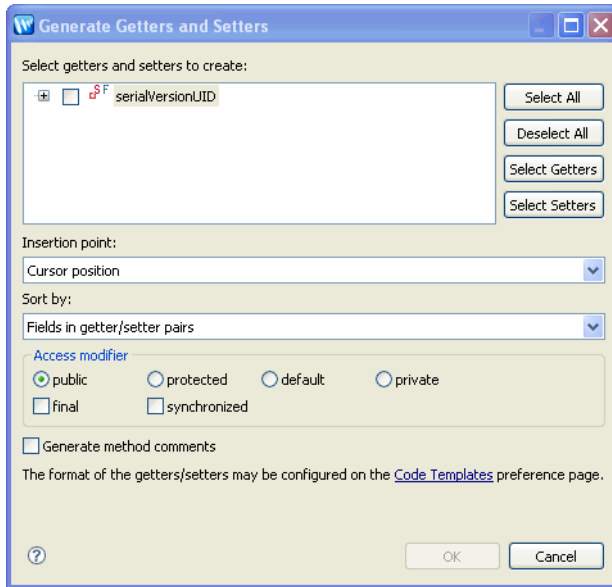 Generate Getters and Setters
Select getters and setters to create:
S F serialVersionUID
Select All
Deselect All
Select Getters
Select Setters
Insertion point:
Cursor position
Sort by:
Fields in getter/setter pairs
Access modifier
public protected default private
final synchronized
Generate method comments
The format of the getters/setters may be configured on the Code Templates preference page.
? OK Cancel